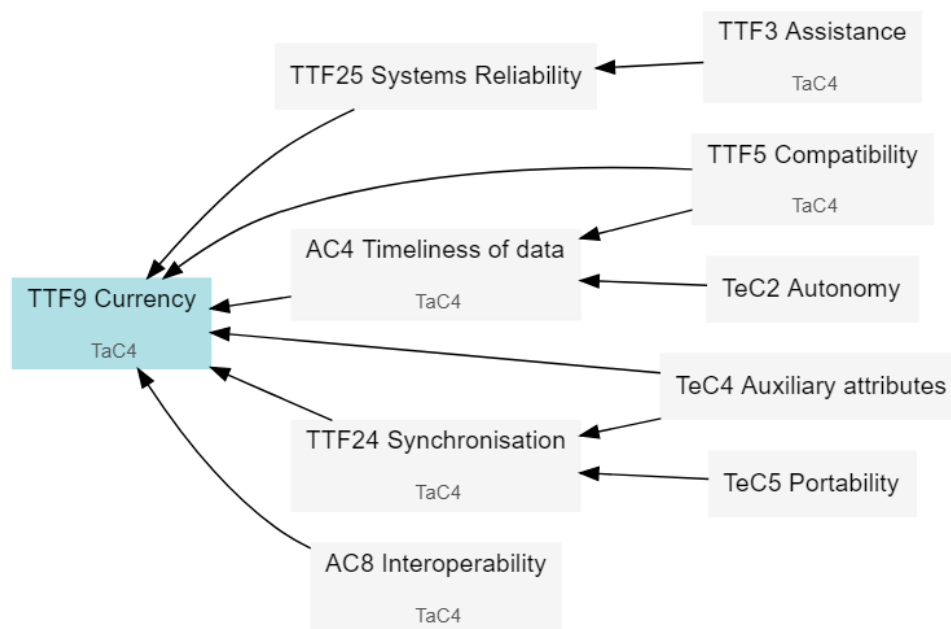 TTF3 Assistance
TaC4
TTF25 Systems Reliability
TTF5 Compatibility
TaC4
AC4 Timeliness of data
TaC4
TeC2 Autonomy
TTF9 Currency
TaC4
TeC4 Auxiliary attributes
TTF24 Synchronisation
TaC4
TeC5 Portability
AC8 Interoperability
TaC4